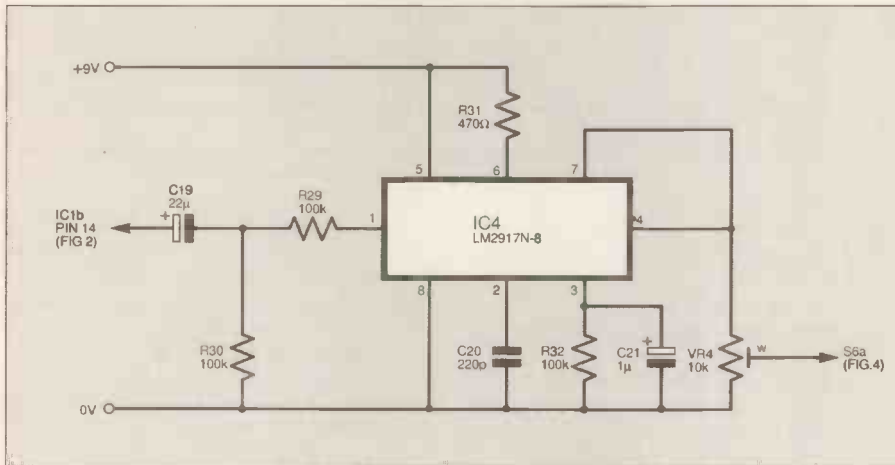 +9V
R31
470Ω
C19
22µ
+
R29
100k
IC1b
PIN 14
(FIG 2)
5
6
7
1
IC4
LM2917N-8
4
8
2
3
R30
100k
C20
220p
R32
100k
+
C21
1µ
VR4
10k
w
S6a
(FIG.4)
0V